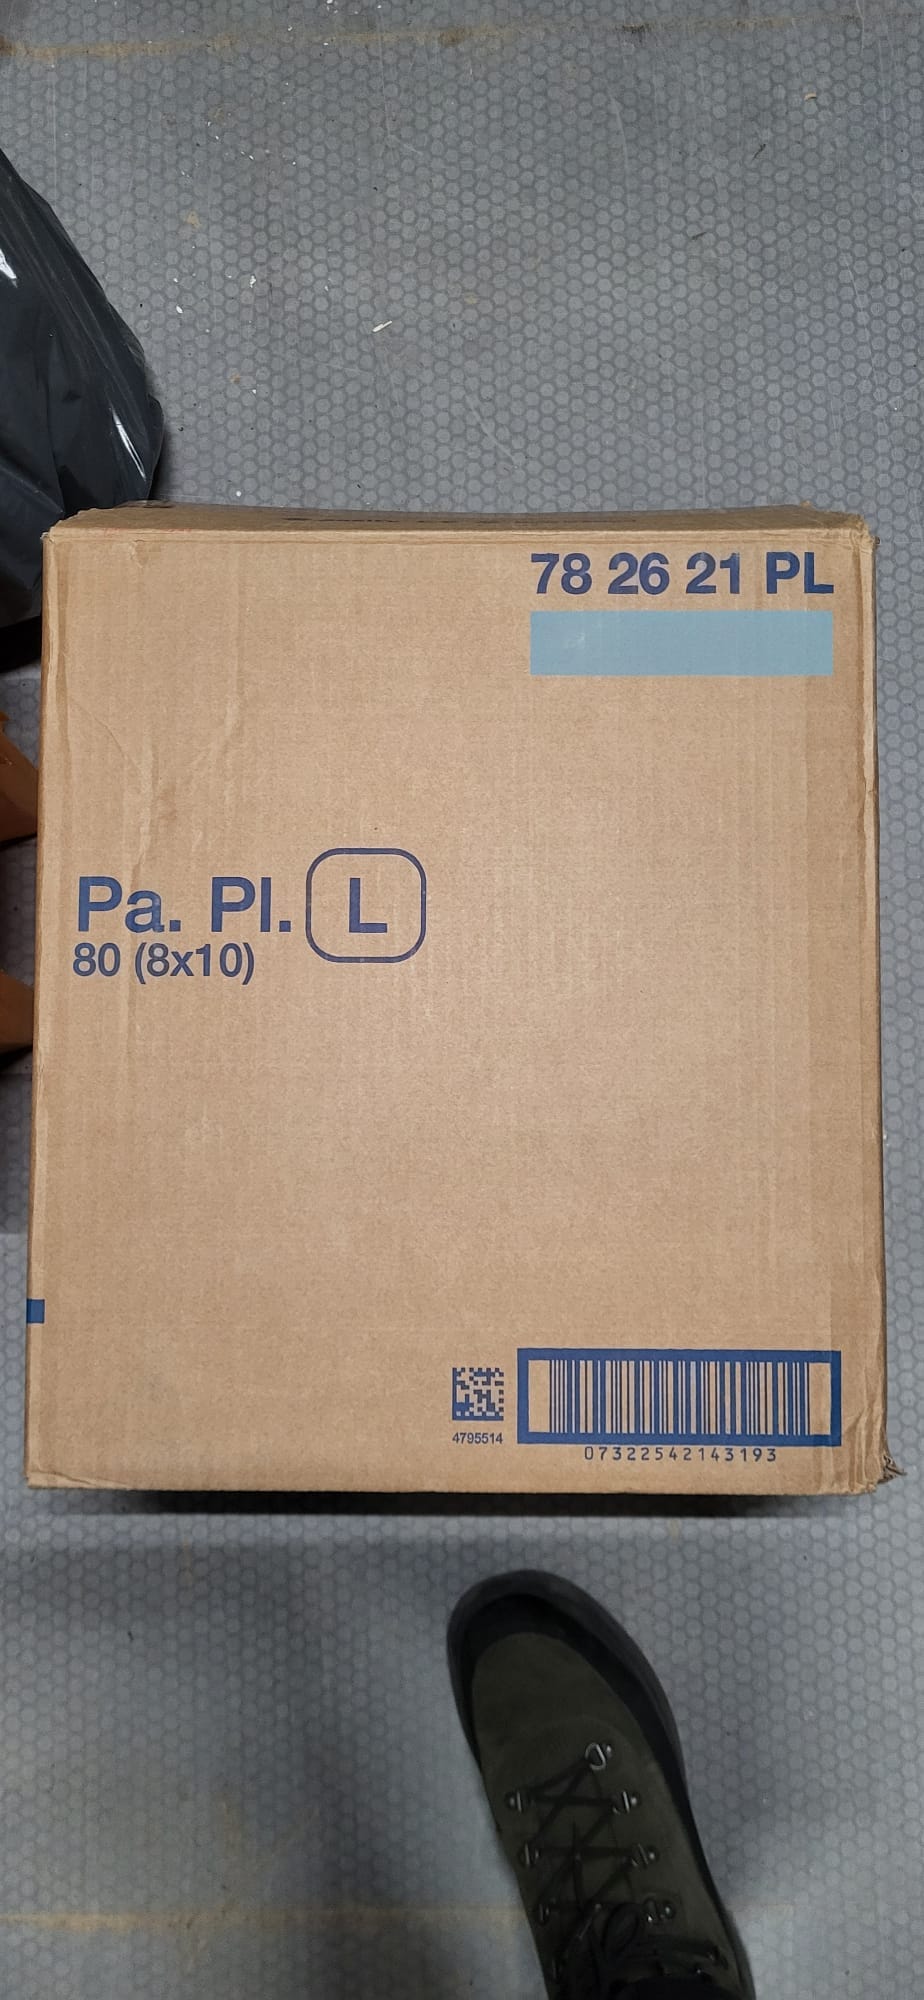 78 26 21 PL
Pa. Pl. L
80 (8x10)
4795514
07322542143193